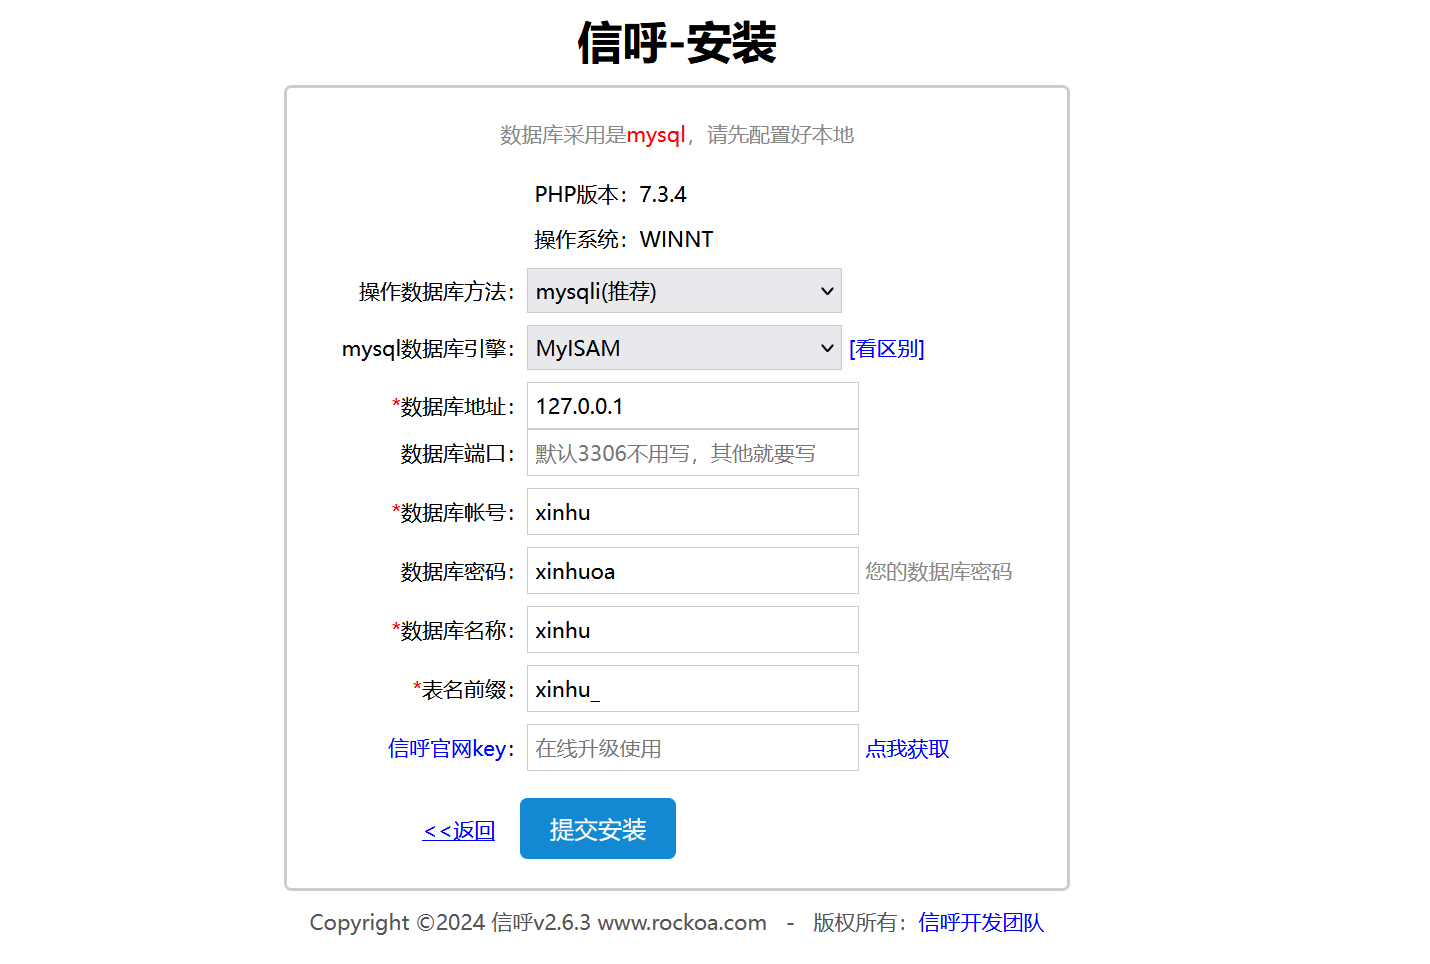 信呼-安装
数据库采用是mysql，请先配置好本地
PHP版本：7.3.4
操作系统：WINNT
操作数据库方法：mysqli(推荐)
mysql数据库引擎：MyISAM [看区别]
*数据库地址：127.0.0.1
数据库端口：默认3306不用写，其他就要写
*数据库帐号：xinhu
数据库密码：xinhuoa 您的数据库密码
*数据库名称：xinhu
*表名前缀：xinhu_
信呼官网key：在线升级使用 点我获取
<<返回 提交安装
Copyright ©2024 信呼v2.6.3 www.rockoa.com - 版权所有：信呼开发团队